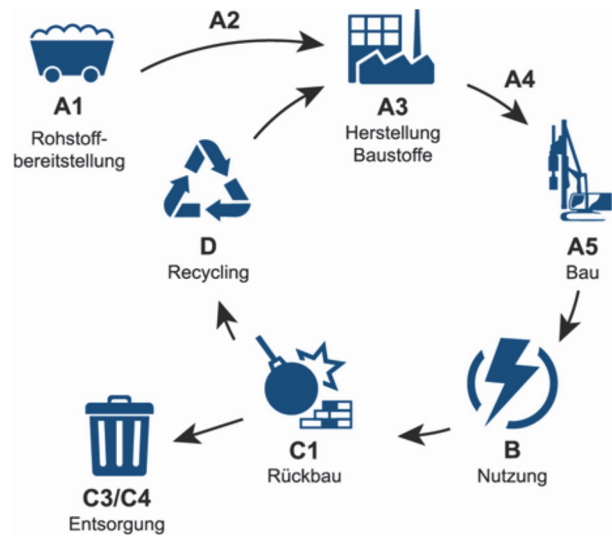 A2
A1
Rohstoff-
bereitstellung
A3
Herstellung
Baustoffe
A4
A5
Bau
D
Recycling
B
Nutzung
C1
Rückbau
C3/C4
Entsorgung